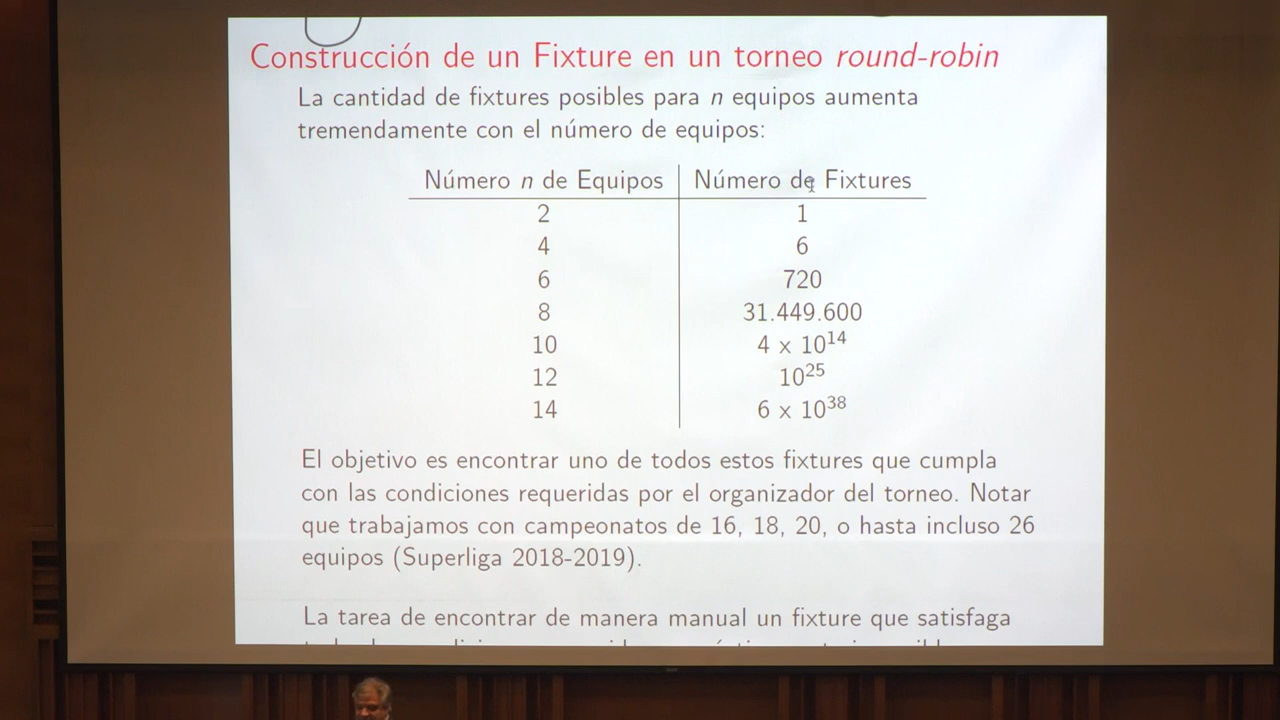 Construcción de un Fixture en un torneo round-robin
La cantidad de fixtures posibles para n equipos aumenta
tremendamente con el número de equipos:
Número n de Equipos Número de Fixtures
2 1
4 6
6 720
8 31.449.600
10 4 x 10^14
12 10^25
14 6 x 10^38
El objetivo es encontrar uno de todos estos fixtures que cumpla
con las condiciones requeridas por el organizador del torneo. Notar
que trabajamos con campeonatos de 16, 18, 20, o hasta incluso 26
equipos (Superliga 2018-2019).
La tarea de encontrar de manera manual un fixture que satisfaga